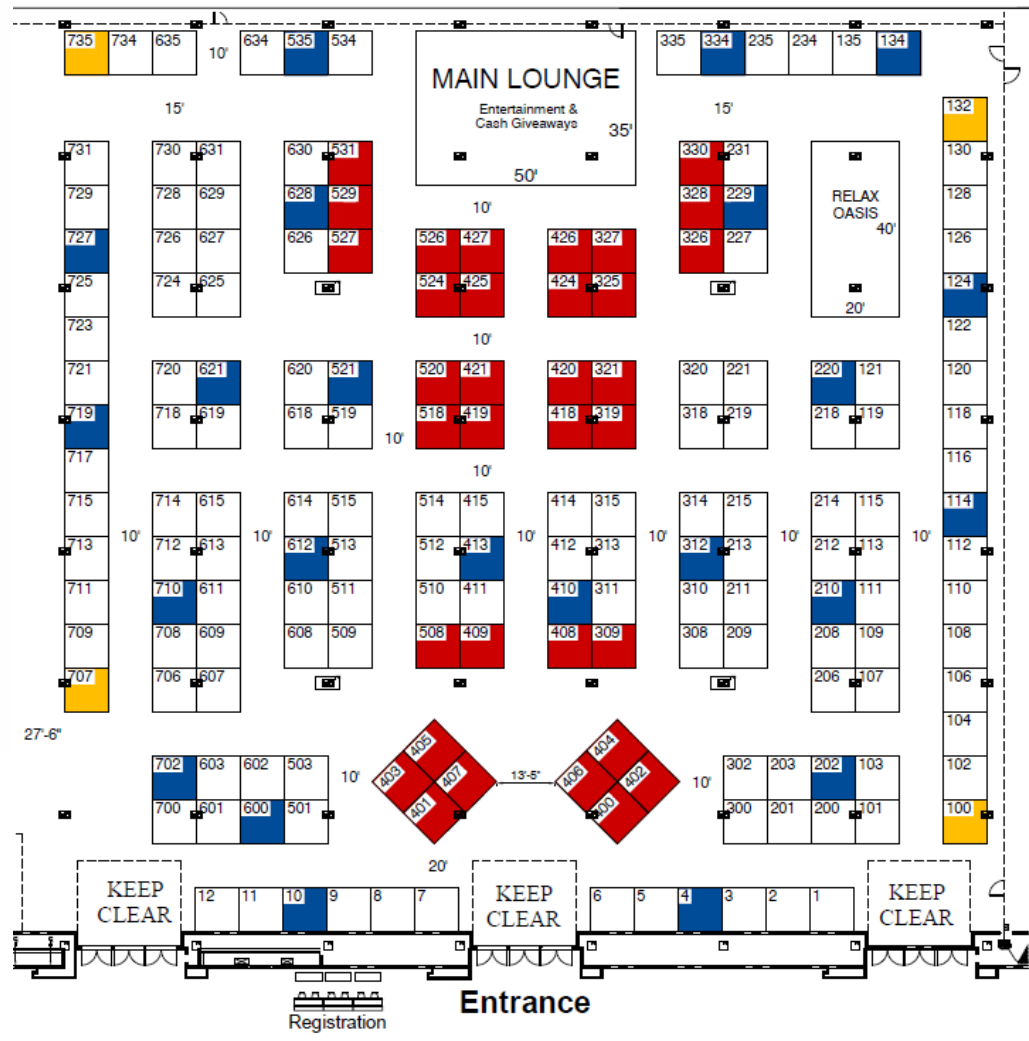 735 734 635 10' 634 535 534 335 334 235 234 135 134
MAIN LOUNGE
Entertainment &
Cash Giveaways
35'
50'
15' 15'
132
731 730 631 630 531 330 231 130
729 728 629 628 529 10' 328 229 RELAX 128
OASIS
40'
727 726 627 626 527 526 427 426 327 326 227 126
725 724 625 524 425 424 325 20' 124
723 10' 122
721 720 621 620 521 520 421 420 321 320 221 220 121 120
719 718 619 618 519 10' 518 419 418 319 318 219 218 119 118
717 10' 116
715 714 615 614 515 514 415 414 315 314 215 214 115 114
713 10' 712 613 10' 612 513 512 413 10' 412 313 10' 312 213 10' 212 113 10' 112
711 710 611 610 511 510 411 410 311 310 211 210 111 110
709 708 609 608 509 508 409 408 309 308 209 208 109 108
707 706 607 206 107 106
27'-6" 104
405 404
702 603 602 503 10' 403 407 13'-5" 406 402 10' 302 203 202 103 102
700 601 600 501 401 400 300 201 200 101 100
20'
KEEP
CLEAR
12 11 10 9 8 7
KEEP
CLEAR
6 5 4 3 2 1
KEEP
CLEAR
Entrance
Registration